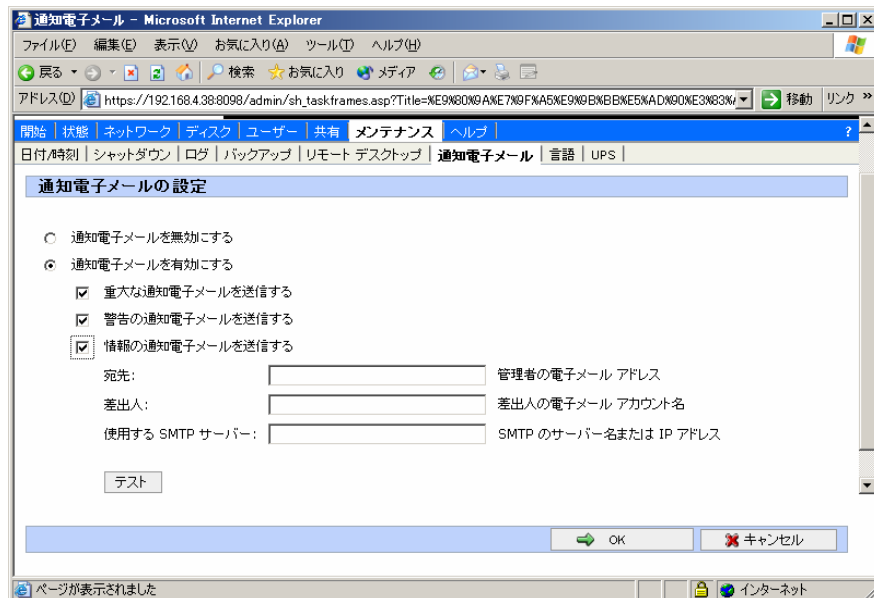 通知電子メール - Microsoft Internet Explorer
ファイル(F) 編集(E) 表示(V) お気に入り(A) ツール(T) ヘルプ(H)
戻る 検索 お気に入り メディア
アドレス(D) https://192.168.4.38:8098/admin/sh_taskframes.asp?Title=%E9%80%9A%E7%9F%A5%E9%9B%BB%E5%AD%90%E3%83% 移動 リンク »
開始 | 状態 | ネットワーク | ディスク | ユーザー | 共有 | メンテナンス | ヘルプ | ?
日付/時刻 | シャットダウン | ログ | バックアップ | リモート デスクトップ | 通知電子メール | 言語 | UPS |
通知電子メールの設定
通知電子メールを無効にする
通知電子メールを有効にする
重大な通知電子メールを送信する
警告の通知電子メールを送信する
情報の通知電子メールを送信する
宛先: 管理者の電子メール アドレス
差出人: 差出人の電子メール アカウント名
使用する SMTP サーバー: SMTP のサーバー名または IP アドレス
テスト
OK キャンセル
ページが表示されました インターネット